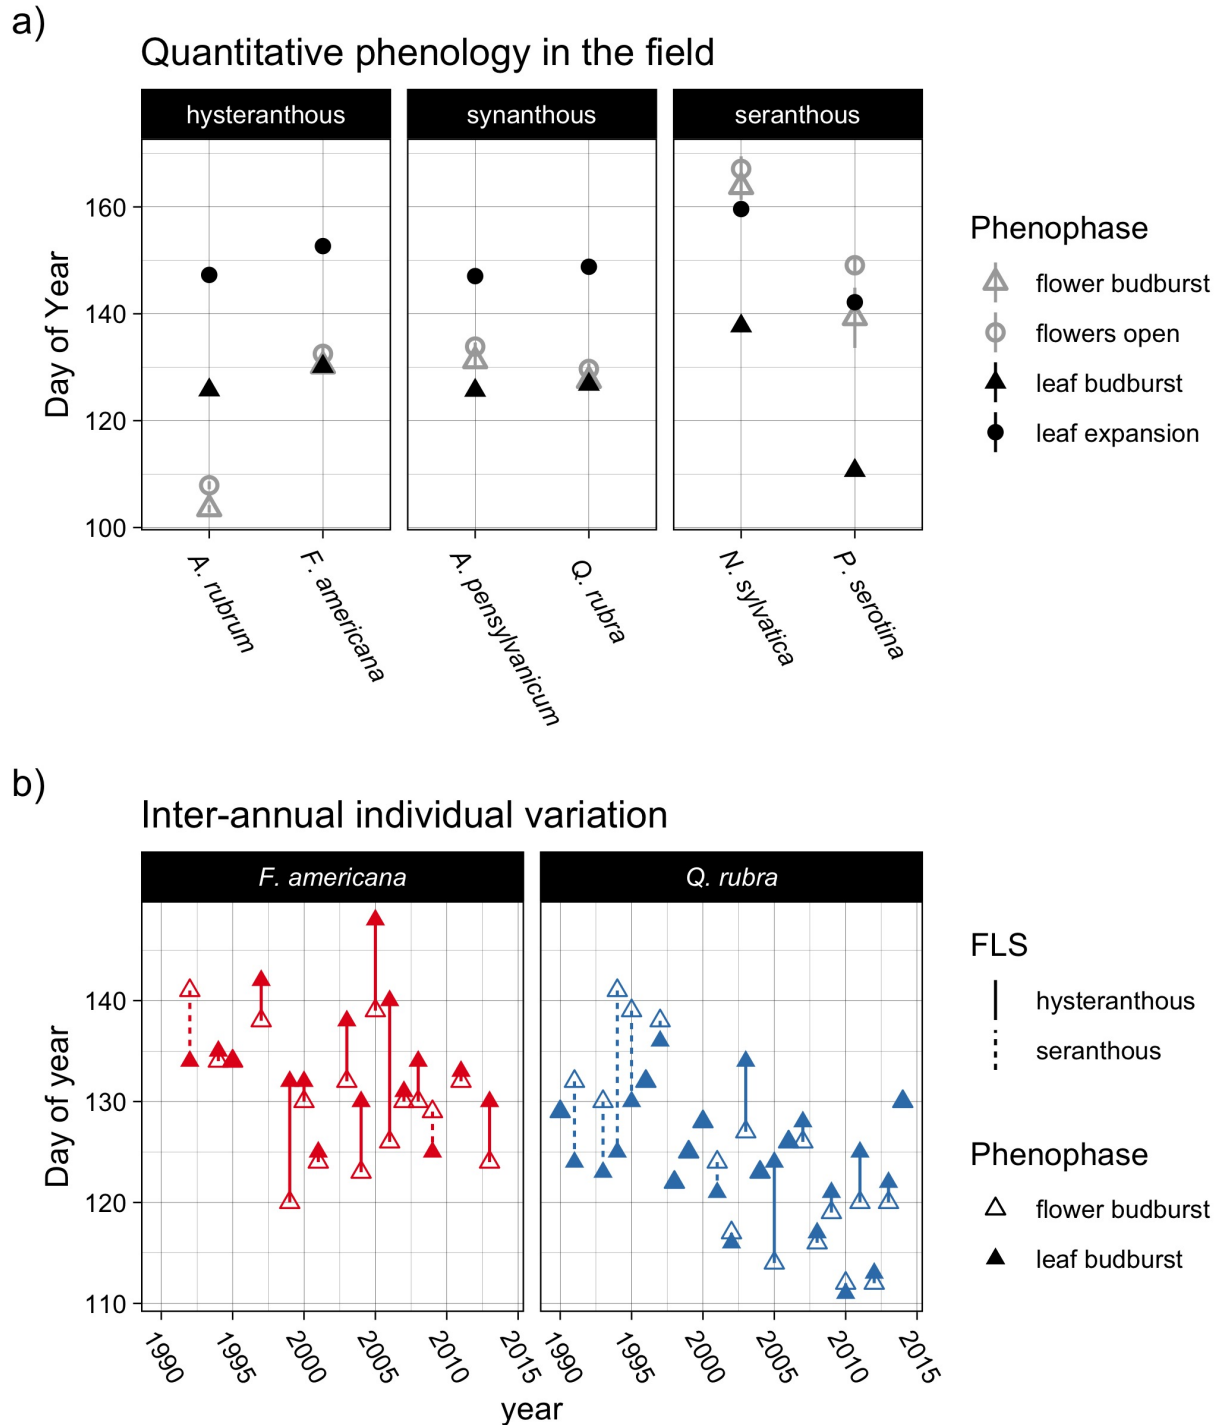 a)
Quantitative phenology in the field
hysteranthous synanthous seranthous
160
140
120
100
Day of Year
A. rubrum
F. americana
A. pensylvanicum
Q. rubra
N. sylvatica
P. serotina
Phenophase
flower budburst
flowers open
leaf budburst
leaf expansion
b)
Inter-annual individual variation
F. americana Q. rubra
140
130
120
110
Day of year
1990 1995 2000 2005 2010 2015 1990 1995 2000 2005 2010 2015
year
FLS
hysteranthous
seranthous
Phenophase
flower budburst
leaf budburst